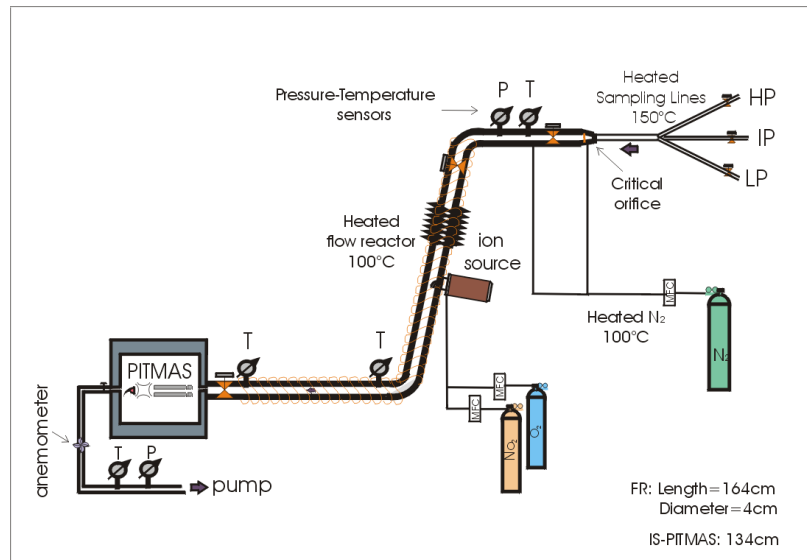 Heated
Sampling Lines
150°C
HP
IP
LP
P T
Pressure-Temperature
sensors
Critical
orifice
Heated
flow reactor
100°C
ion
source
MFC
Heated N₂
100°C
N₂
T
T
PITMAS
MFC
MFC
O₂
NO₂
anemometer
T P
pump
FR: Length=164cm
Diameter=4cm
IS-PITMAS: 134cm